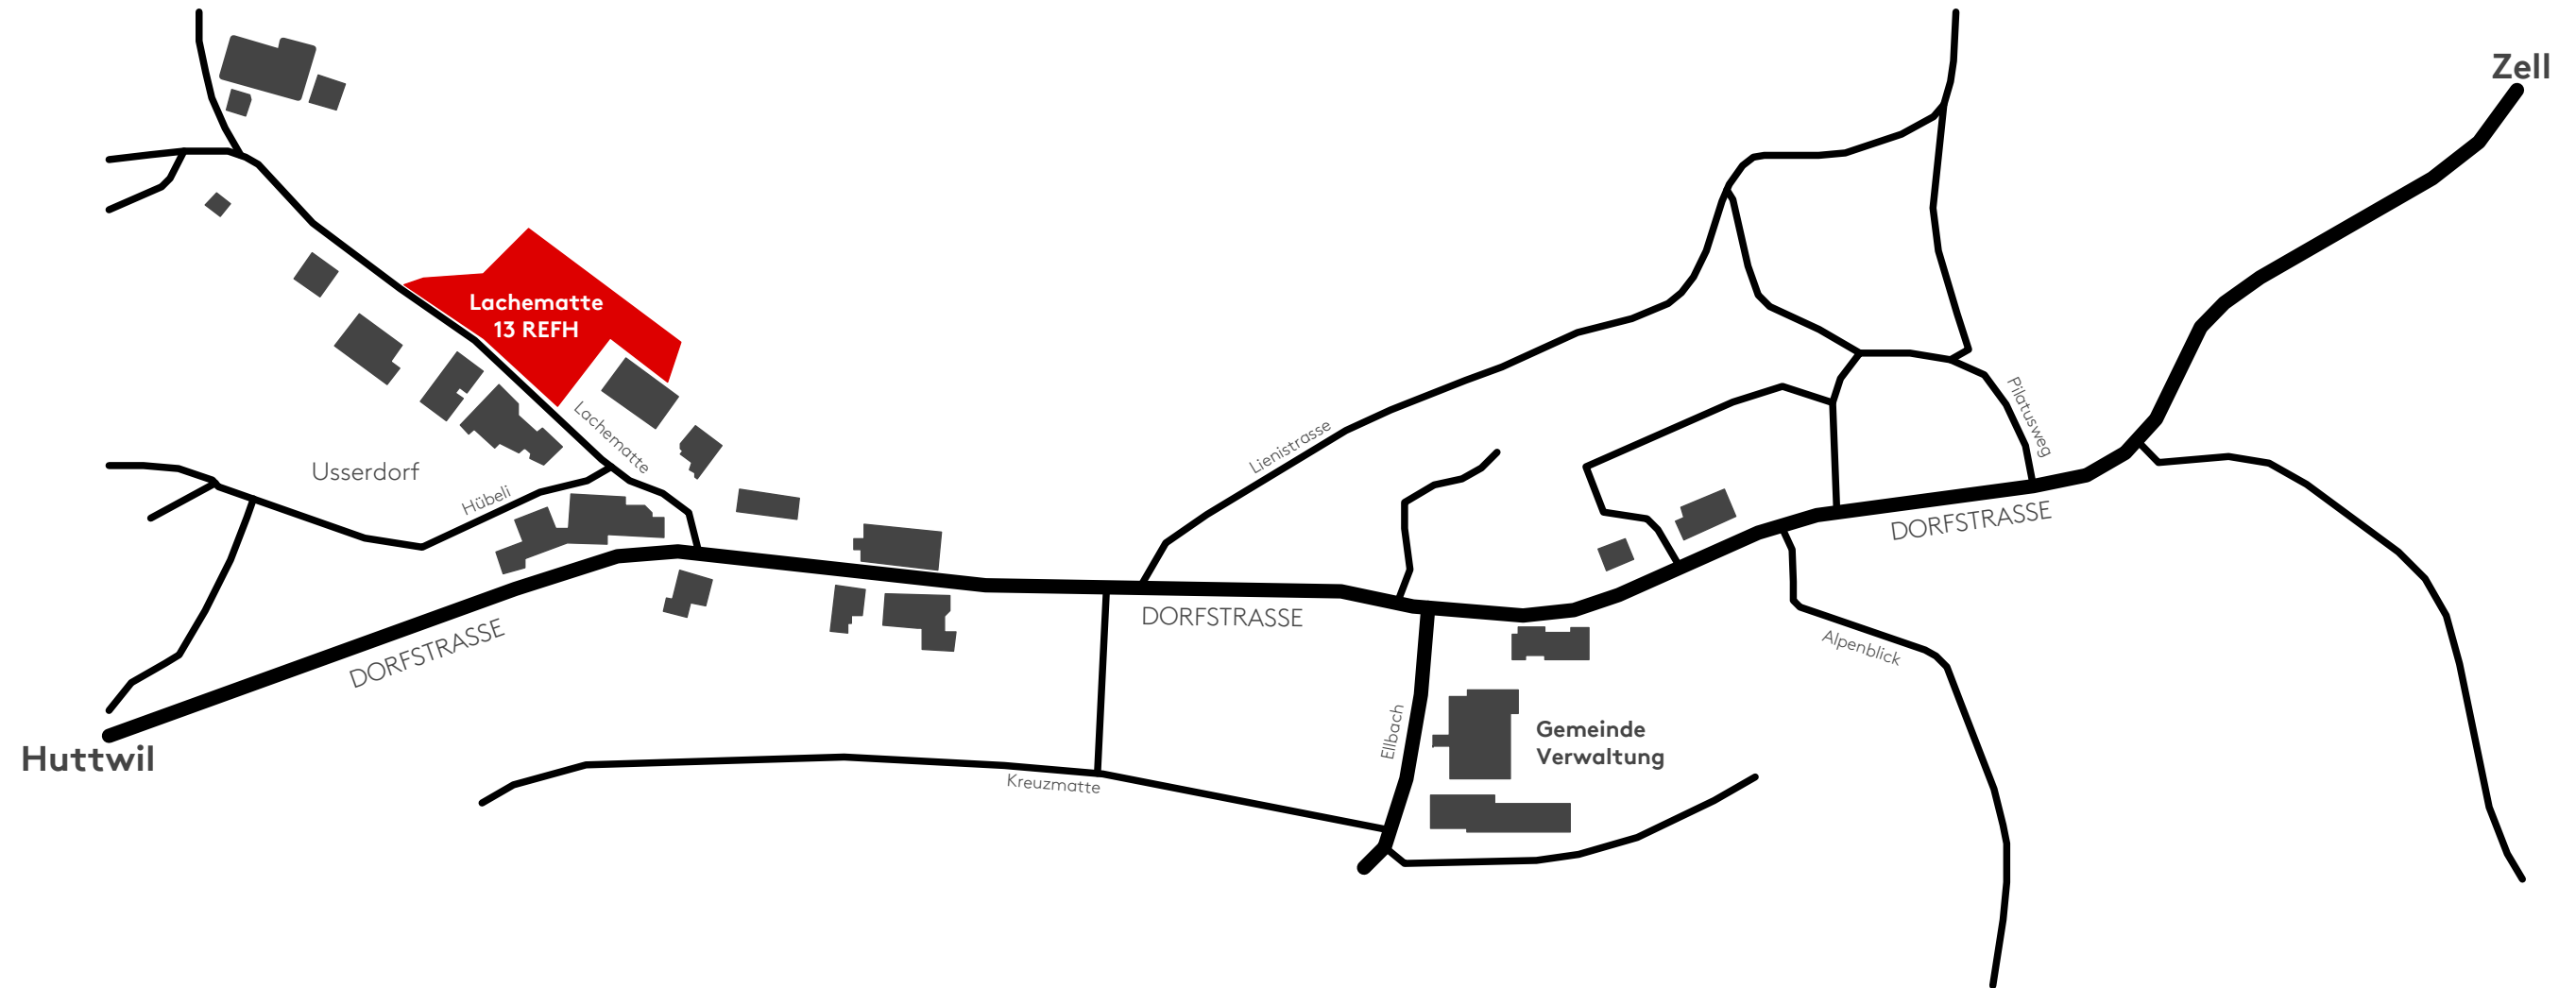 Zell
Lachematte
13 REFH
Lachematte
Usserdorf
Hübeli
Lienistrasse
Pilatusweg
DORFSTRASSE
DORFSTRASSE
DORFSTRASSE
Alpenblick
Ellbach
Gemeinde
Verwaltung
Huttwil
Kreuzmatte